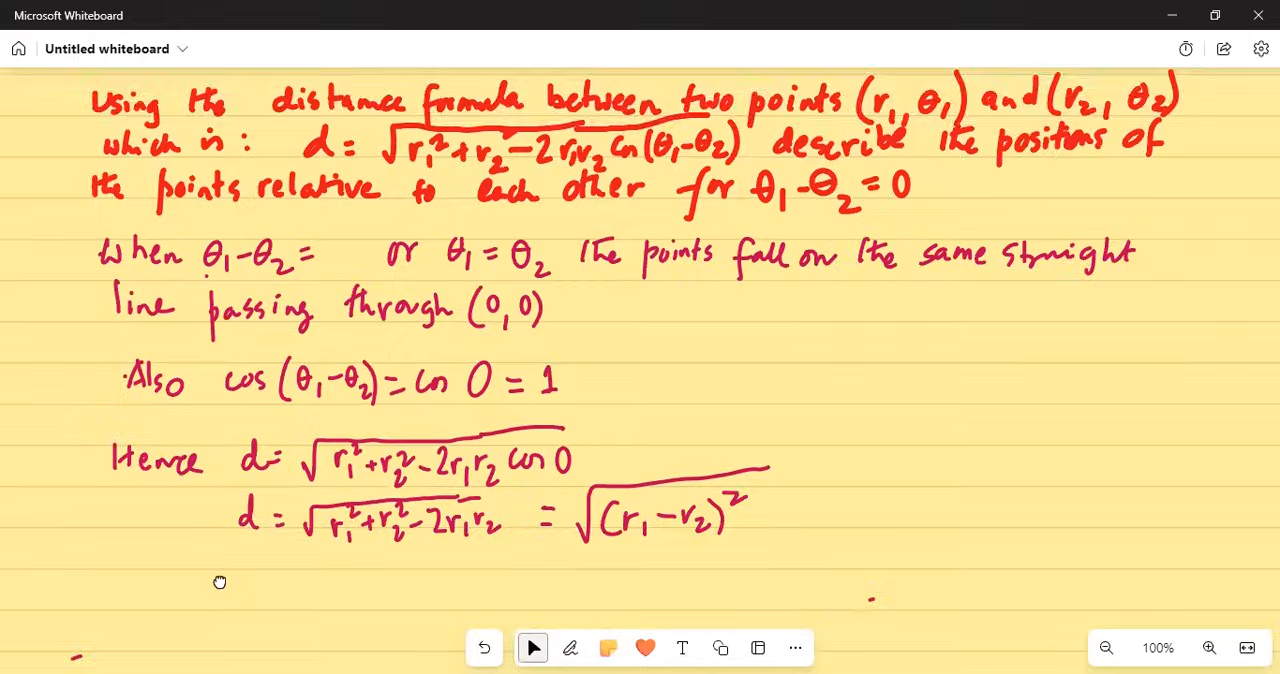 Microsoft Whiteboard
Untitled whiteboard
Using the distance formula between two points (r₁, θ₁) and (r₂, θ₂)
which is: d = √(r₁² + r₂² - 2r₁r₂ cos(θ₁-θ₂)) describe the positions of
the points relative to each other for θ₁-θ₂ = 0
When θ₁-θ₂ = or θ₁ = θ₂ the points fall on the same straight
line passing through (0,0)
Also cos(θ₁-θ₂) = cos 0 = 1
Hence d = √(r₁² + r₂² - 2r₁r₂ cos 0)
d = √(r₁² + r₂² - 2r₁r₂) = √((r₁ - r₂)²)
100%